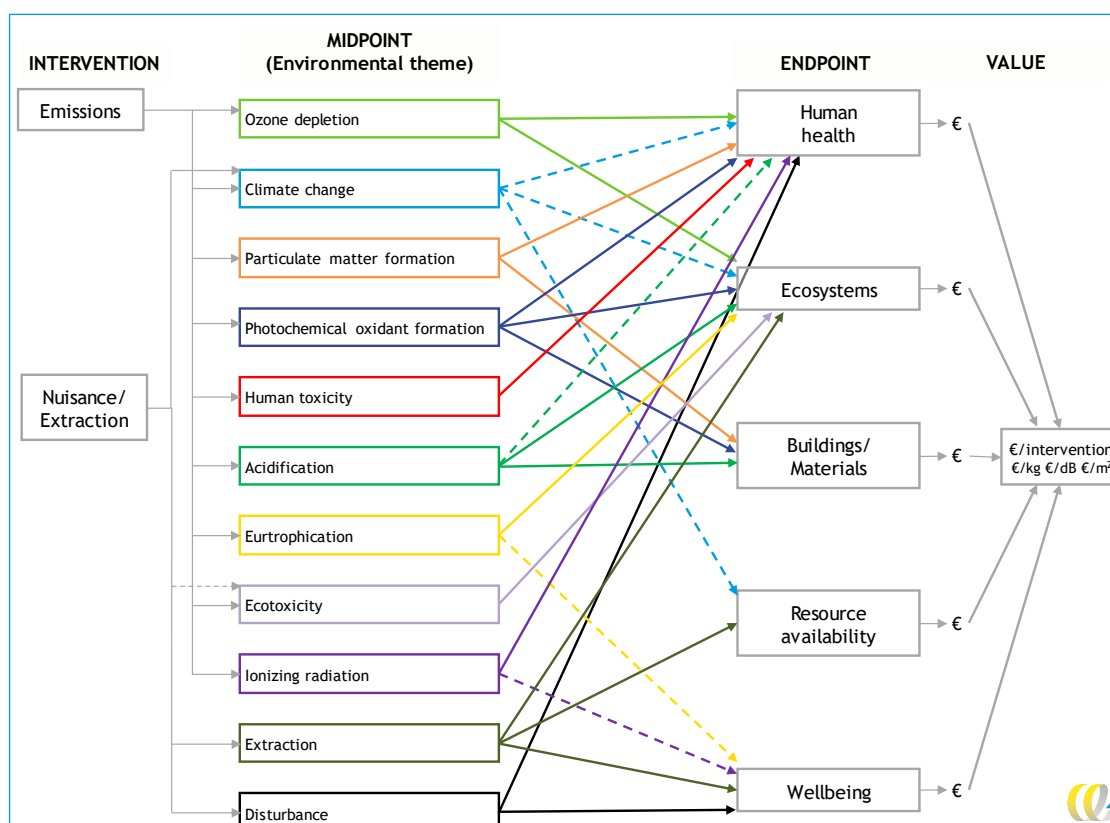 INTERVENTION
MIDPOINT
(Environmental theme)
ENDPOINT
VALUE
Emissions
Nuisance/
Extraction
Ozone depletion
Climate change
Particulate matter formation
Photochemical oxidant formation
Human toxicity
Acidification
Eurtrophication
Ecotoxicity
Ionizing radiation
Extraction
Disturbance
Human
health
€
Ecosystems
€
Buildings/
Materials
€
Resource
availability
€
Wellbeing
€
€/intervention
€/kg €/dB €/m²